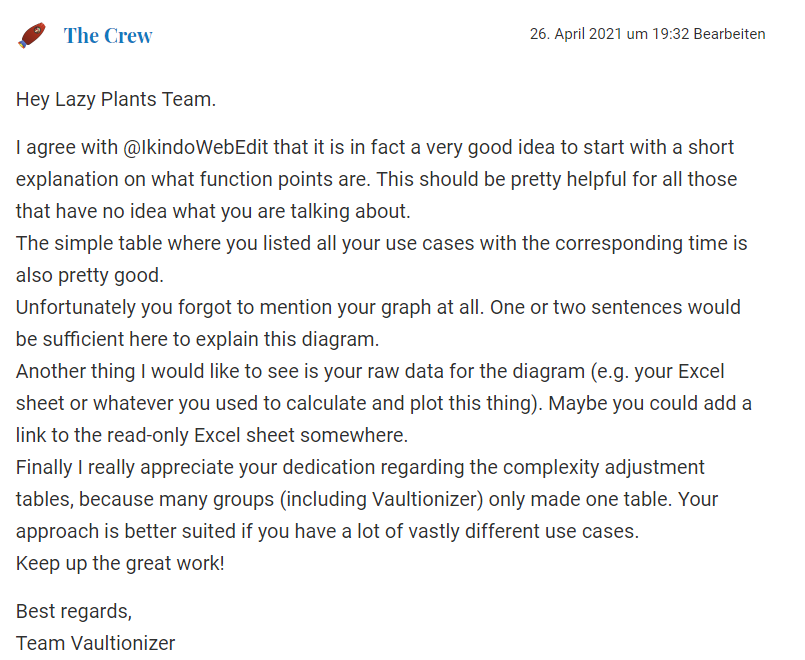 The Crew
26. April 2021 um 19:32 Bearbeiten
Hey Lazy Plants Team.
I agree with @IkindoWebEdit that it is in fact a very good idea to start with a short
explanation on what function points are. This should be pretty helpful for all those
that have no idea what you are talking about.
The simple table where you listed all your use cases with the corresponding time is
also pretty good.
Unfortunately you forgot to mention your graph at all. One or two sentences would
be sufficient here to explain this diagram.
Another thing I would like to see is your raw data for the diagram (e.g. your Excel
sheet or whatever you used to calculate and plot this thing). Maybe you could add a
link to the read-only Excel sheet somewhere.
Finally I really appreciate your dedication regarding the complexity adjustment
tables, because many groups (including Vaultionizer) only made one table. Your
approach is better suited if you have a lot of vastly different use cases.
Keep up the great work!
Best regards,
Team Vaultionizer